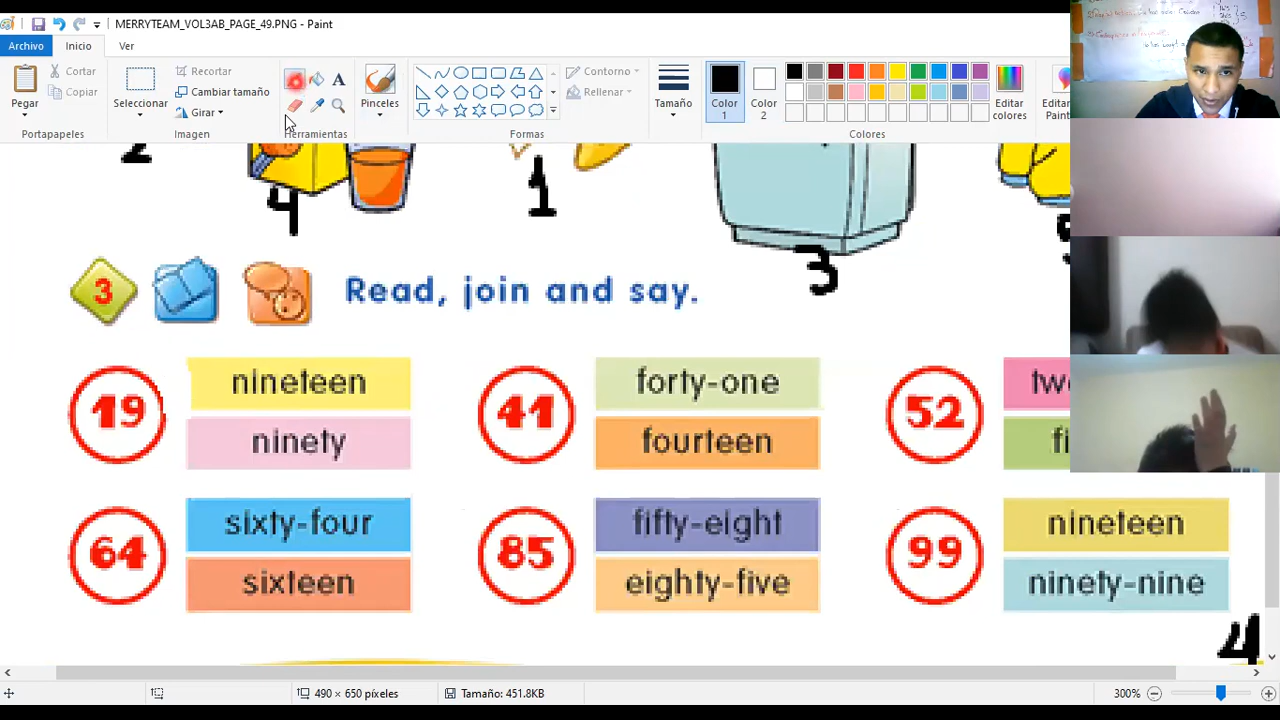 MERRYTEAM_VOL3AB_PAGE_49.PNG - Paint
Archivo Inicio Ver
Pegar Cortar Copiar
Portapapeles
Seleccionar Recortar Cambiar tamaño Girar
Imagen
A
Herramientas
Pinceles
Contorno
Rellenar
Formas
Tamaño
Color 1
Color 2
Editar colores
Colores
Editar Paint
2 4 1 3
3 Read, join and say.
19 nineteen ninety
41 forty-one fourteen
52
64 sixty-four sixteen
85 fifty-eight eighty-five
99 nineteen ninety-nine
4
490 × 650 píxeles
300%